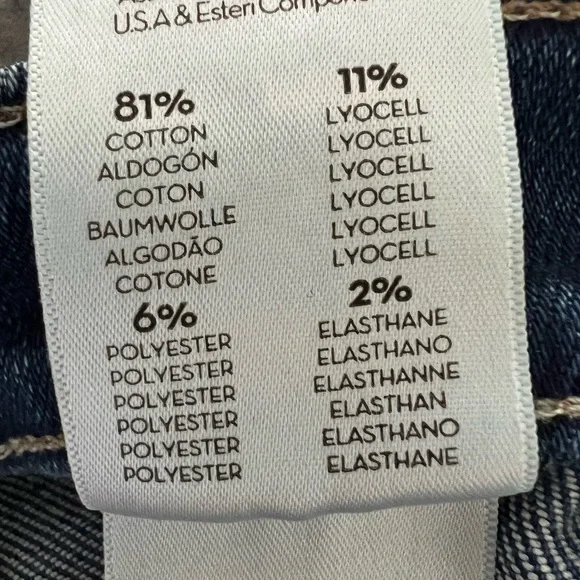 U.S.A & Esteri
81%
COTTON
ALDOGÓN
COTON
BAUMWOLLE
ALGODÃO
COTONE
11%
LYOCELL
LYOCELL
LYOCELL
LYOCELL
LYOCELL
LYOCELL
6%
POLYESTER
POLYESTER
POLYESTER
POLYESTER
POLYESTER
POLYESTER
2%
ELASTHANE
ELASTHANO
ELASTHANNE
ELASTHAN
ELASTHANO
ELASTHANE